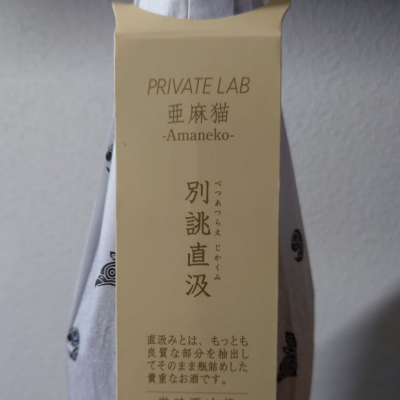 PRIVATE LAB
亜麻猫
-Amaneko-
別誂直汲
べつあつらえ じかくみ
直汲みとは、もっとも
良質な部分を抽出し
てそのまま瓶詰めした
貴重なお酒です。